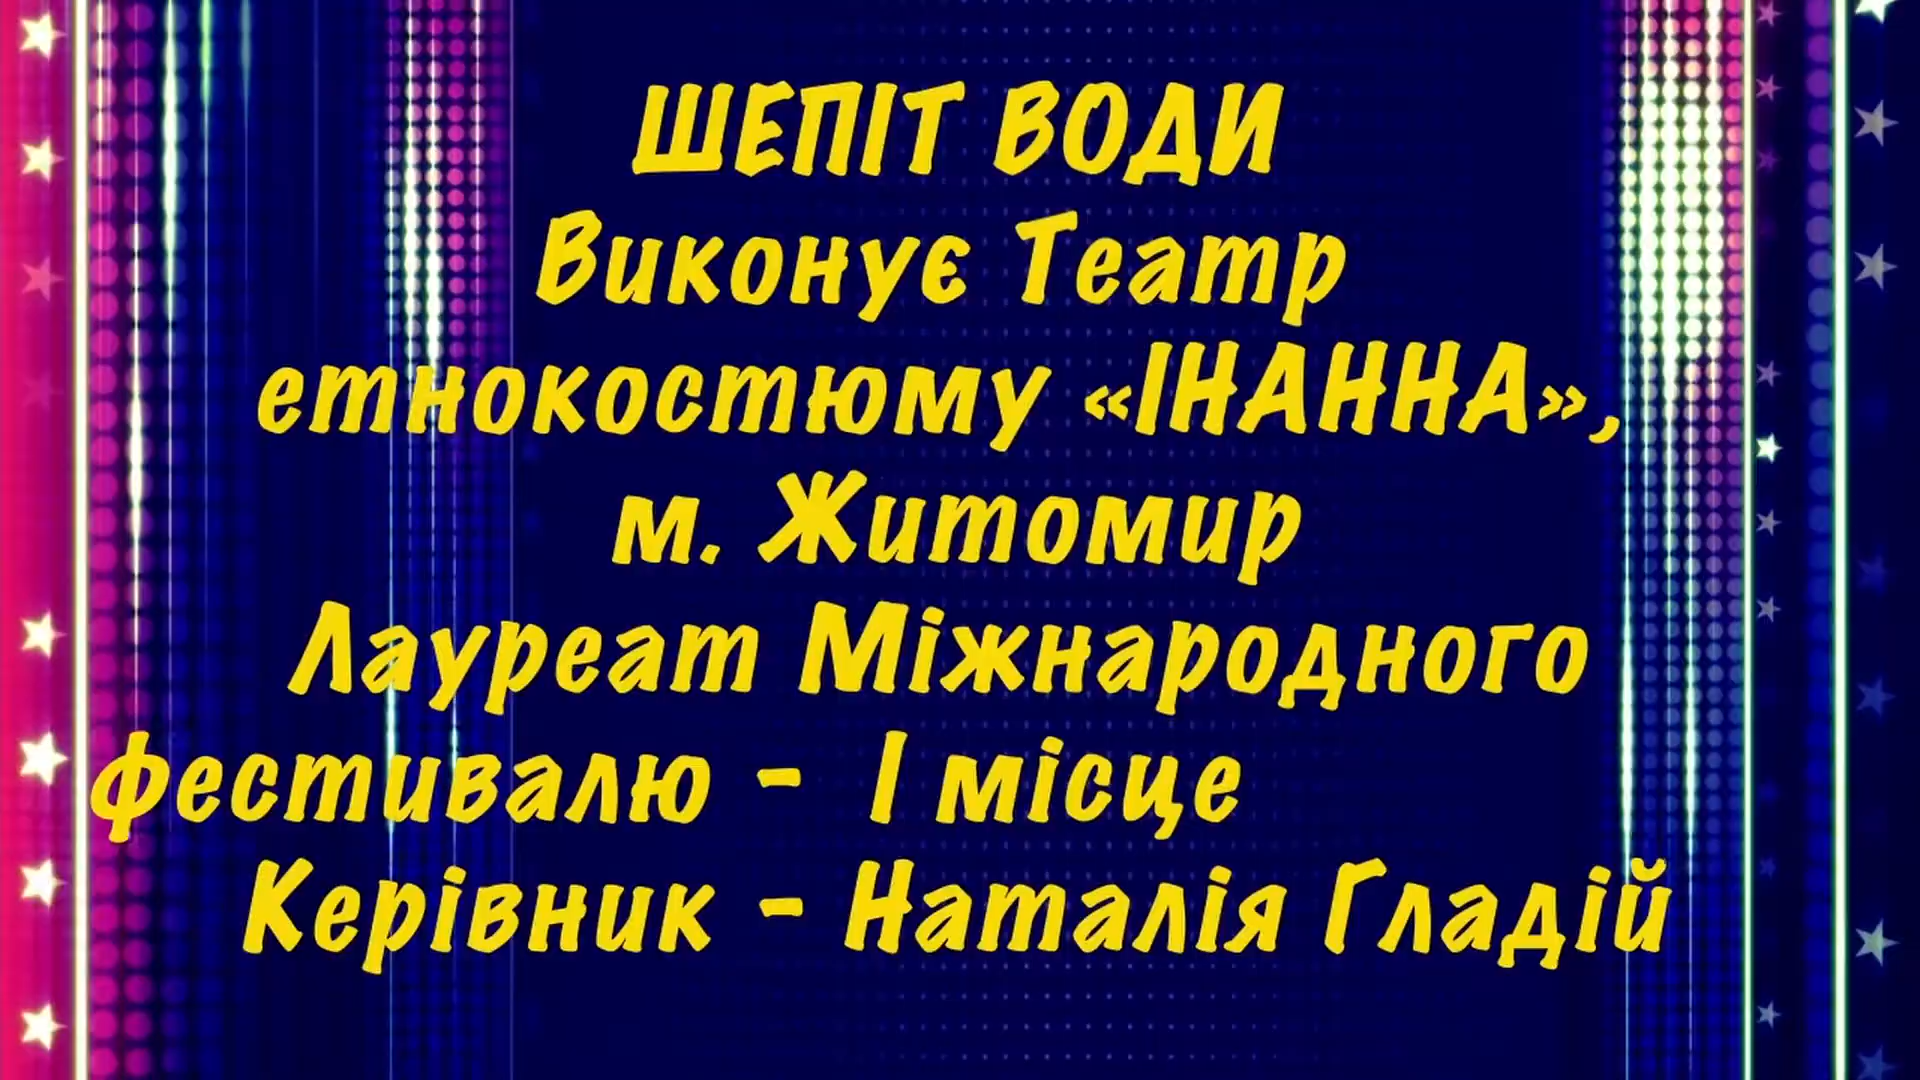 ШЕПІТ ВОДИ
Виконує Театр
етнокостюму «ІНАННА»,
м. Житомир
Лауреат Міжнародного
фестивалю - І місце
Керівник - Наталія Гладій